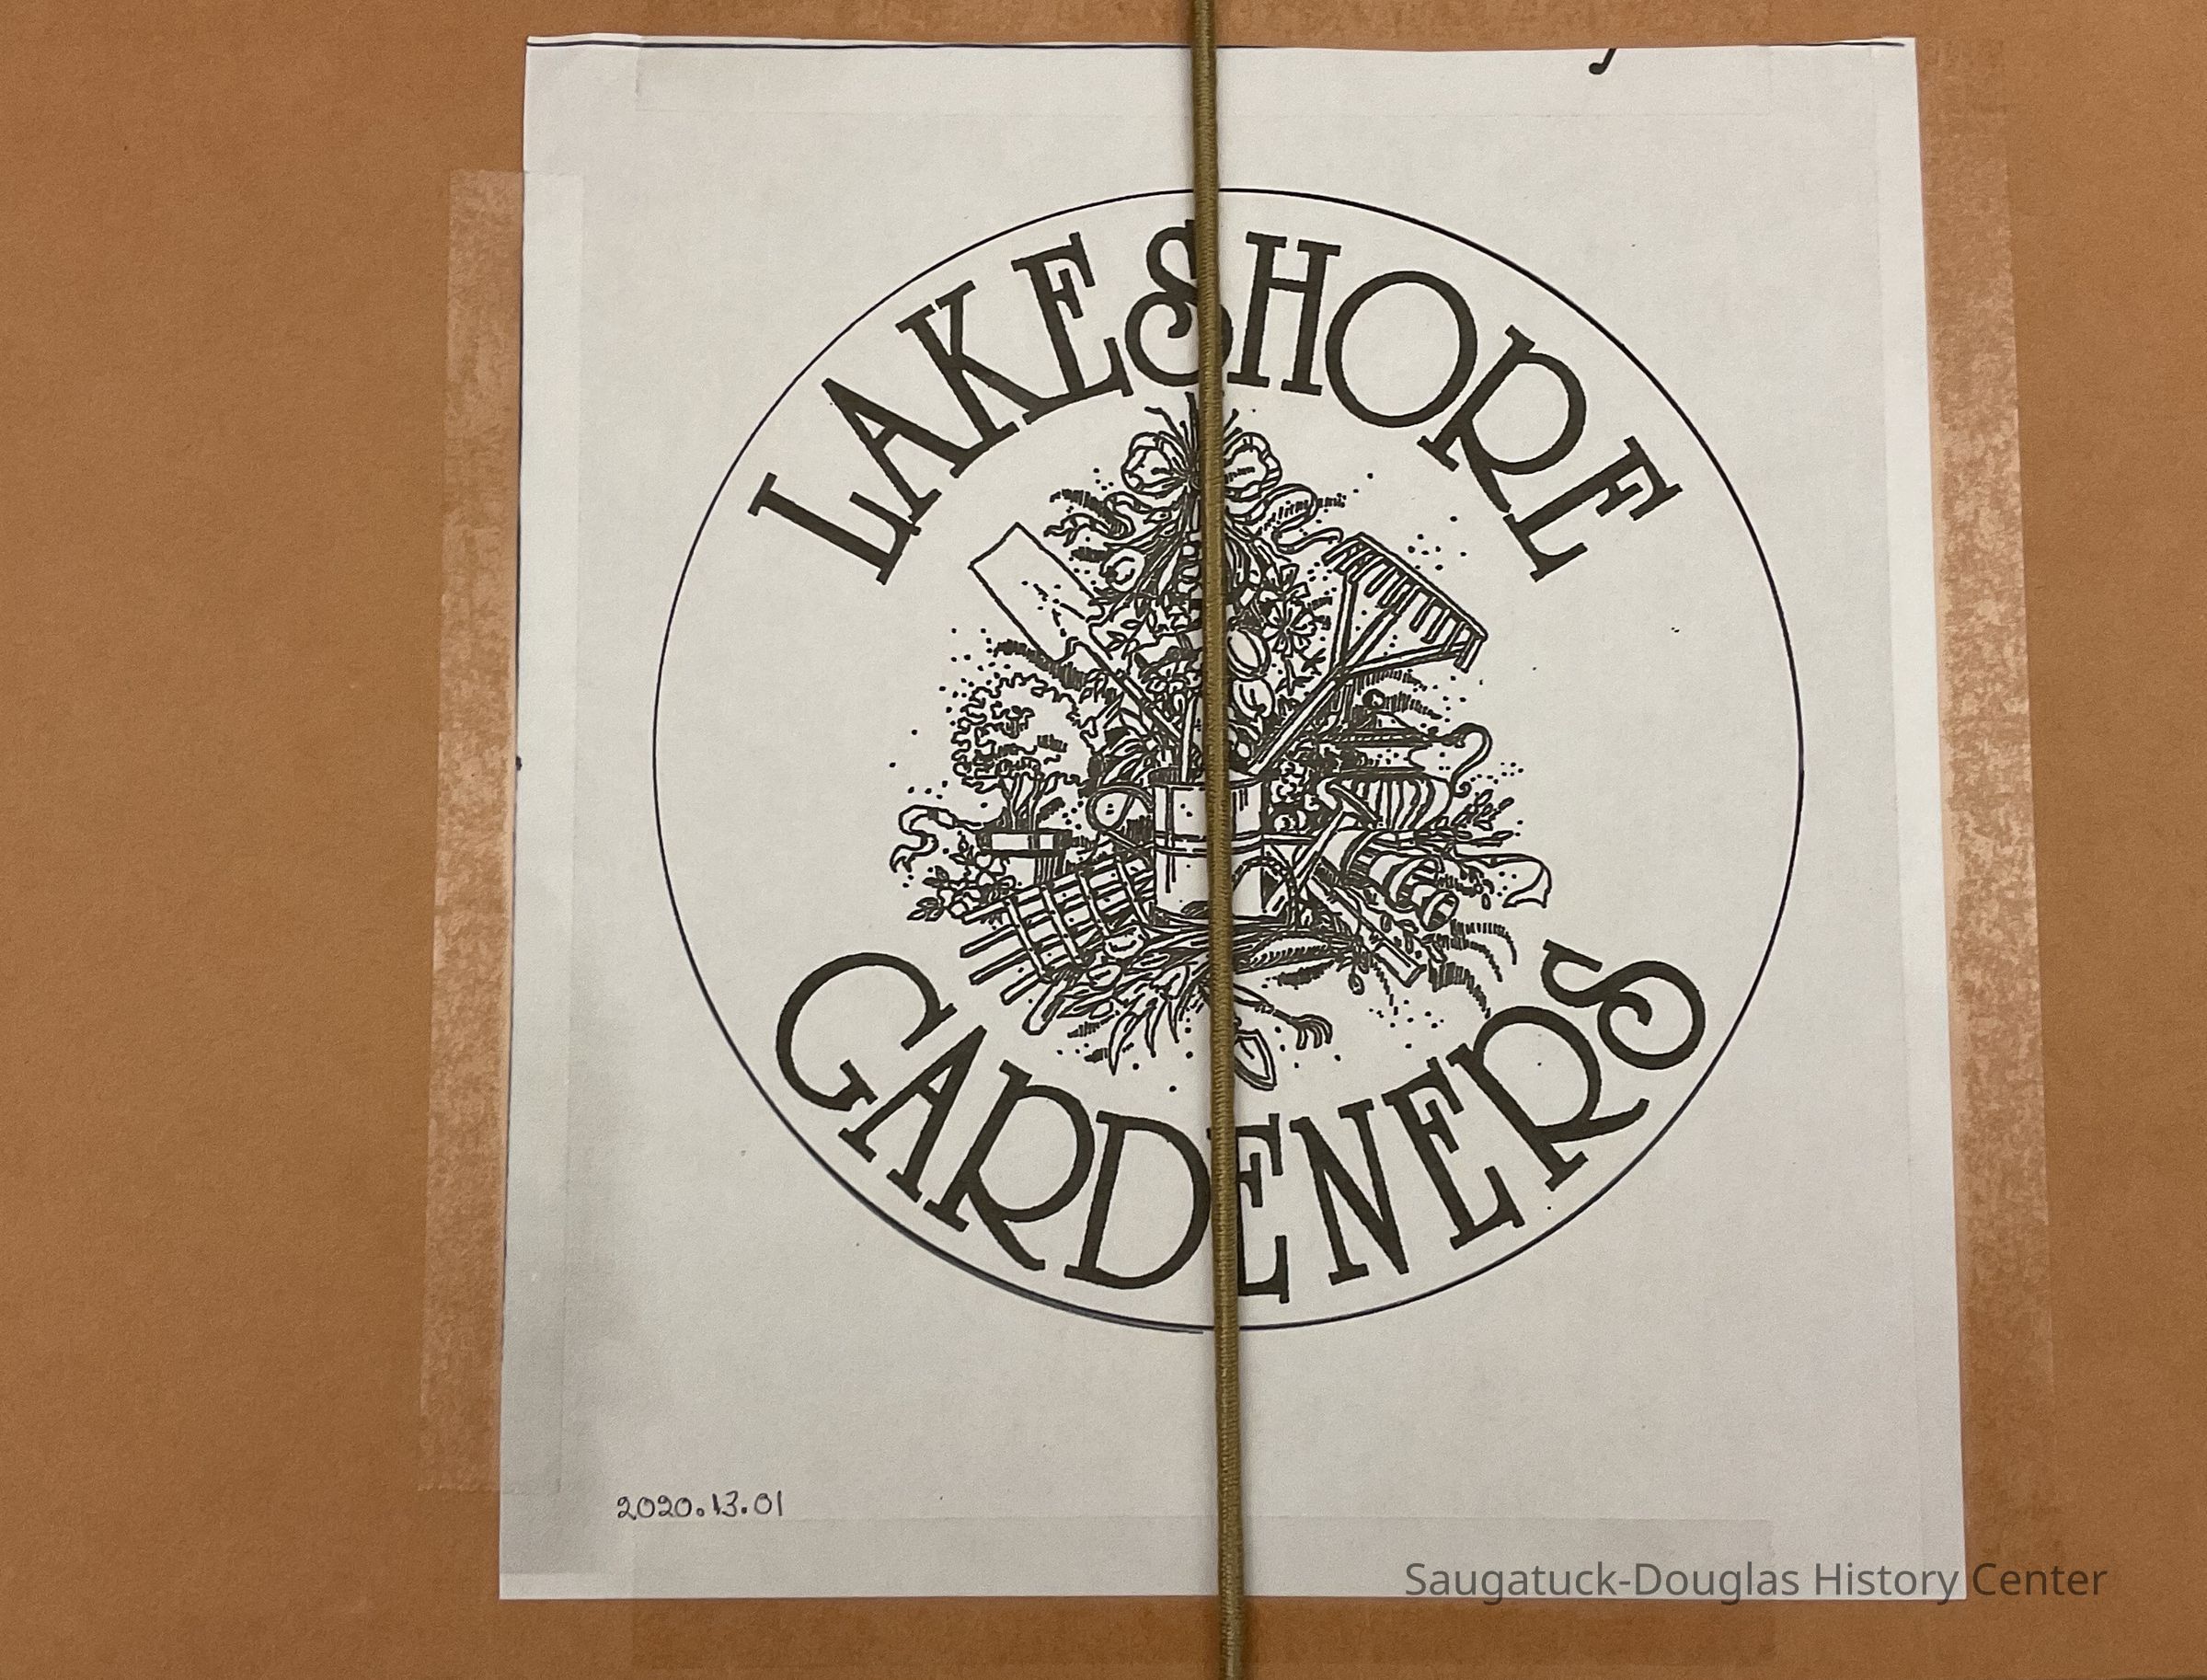 LAKESHORE
GARDENERS
2020.13.01
Saugatuck-Douglas History Center